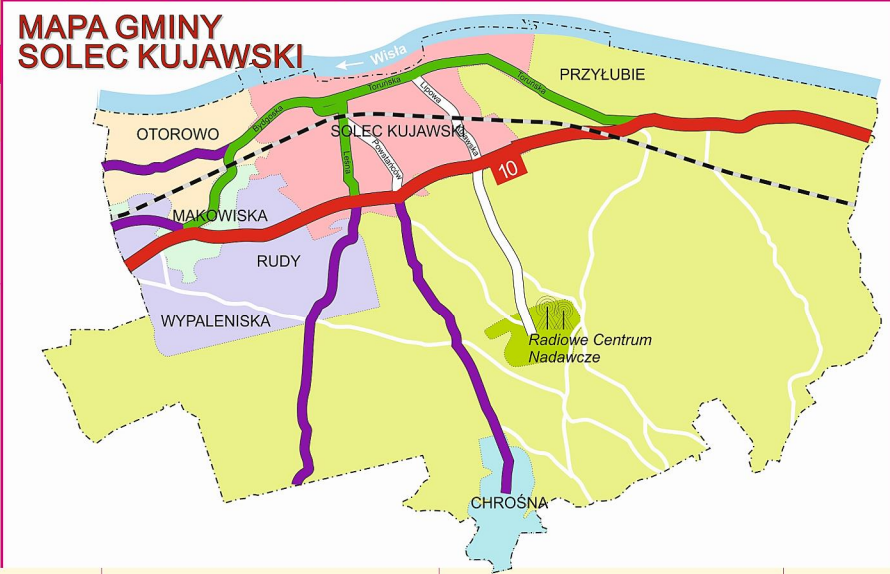 MAPA GMINY
SOLEC KUJAWSKI
Wisła
PRZYŁUBIE
Toruńska
Toruńska
Lipowa
Bydgoska
OTOROWO
SOLEC KUJAWSKI
Powstańców
Leśna
10
MAKOWISKA
RUDY
WYPALENISKA
Radiowe Centrum
Nadawcze
CHROŚNA